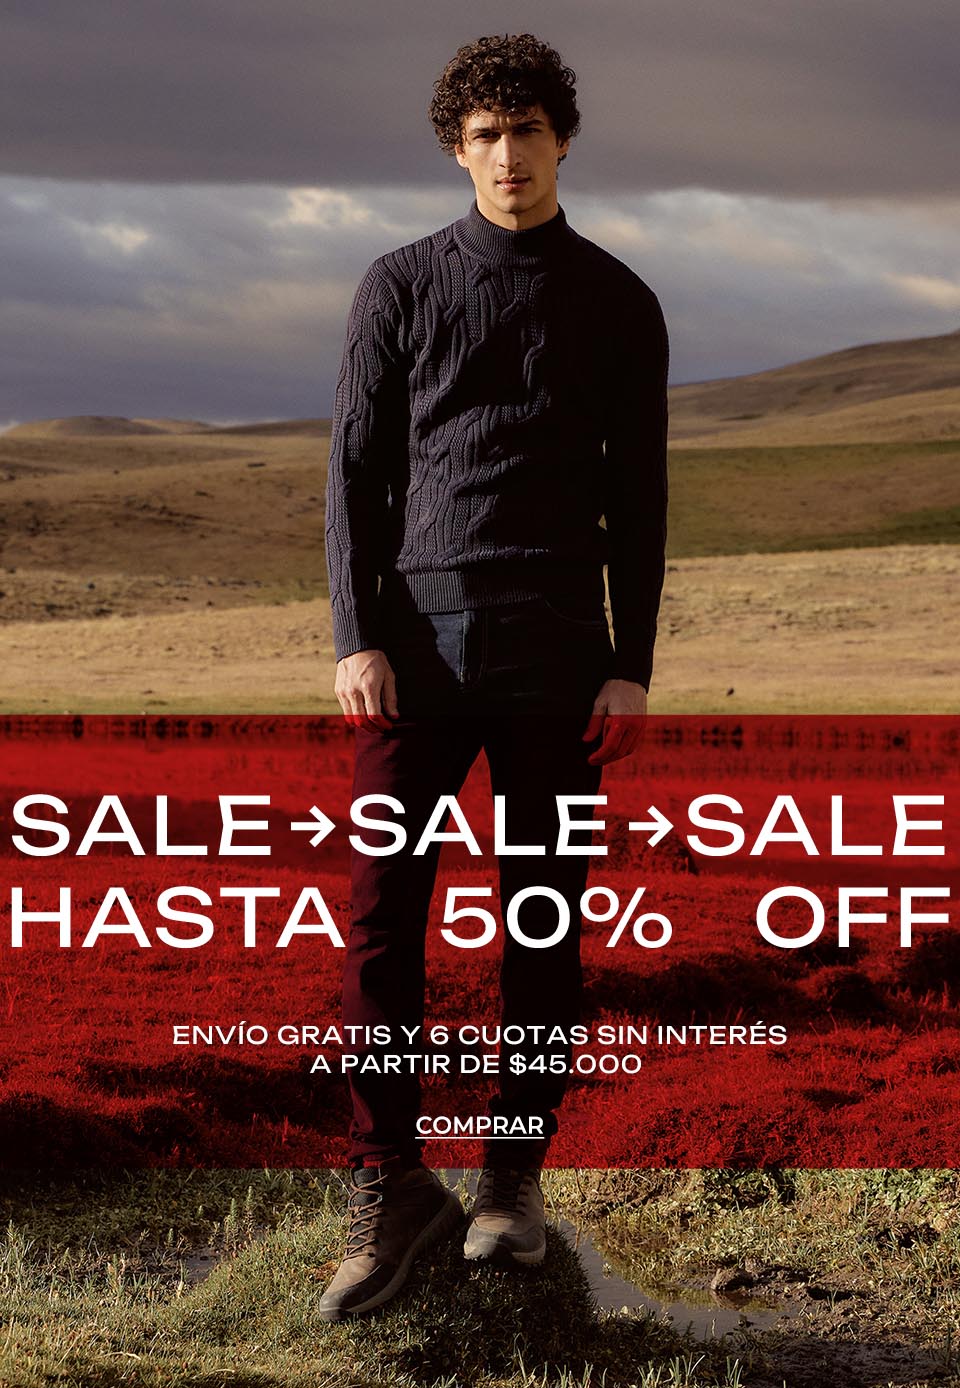 SALE→SALE→SALE
HASTA 50% OFF
ENVÍO GRATIS Y 6 CUOTAS SIN INTERÉS
A PARTIR DE $45.000
COMPRAR